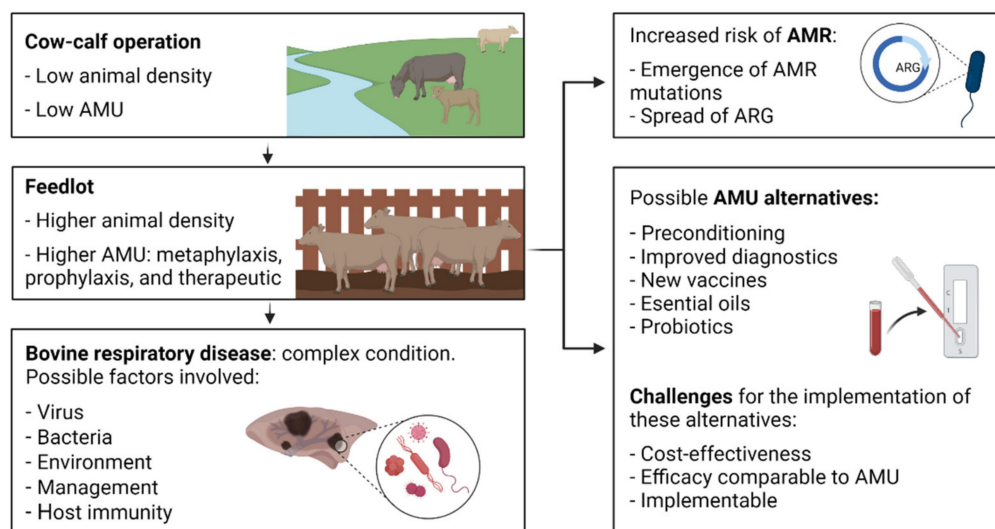 Cow-calf operation
- Low animal density
- Low AMU
Feedlot
- Higher animal density
- Higher AMU: metaphylaxis,
prophylaxis, and therapeutic
Bovine respiratory disease: complex condition.
Possible factors involved:
- Virus
- Bacteria
- Environment
- Management
- Host immunity
Increased risk of AMR:
- Emergence of AMR
mutations
- Spread of ARG
ARG
Possible AMU alternatives:
- Preconditioning
- Improved diagnostics
- New vaccines
- Esential oils
- Probiotics
C
T
S
Challenges for the implementation of
these alternatives:
- Cost-effectiveness
- Efficacy comparable to AMU
- Implementable